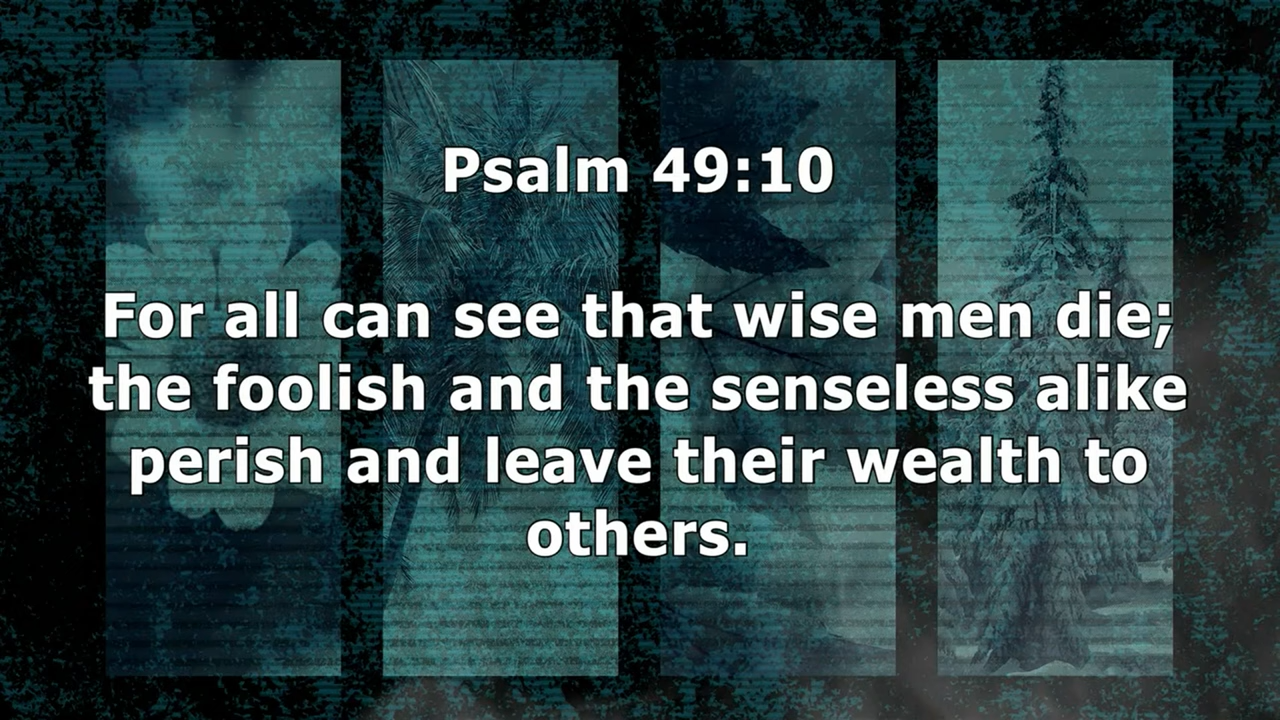 Psalm 49:10
For all can see that wise men die;
the foolish and the senseless alike
perish and leave their wealth to
others.